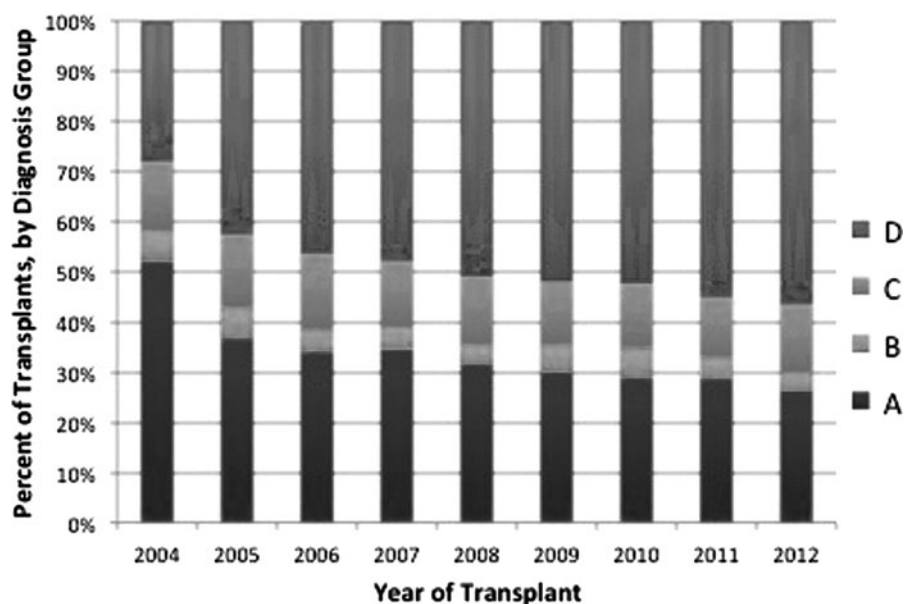 Percent of Transplants, by Diagnosis Group
100%
90%
80%
70%
60%
50%
40%
30%
20%
10%
0%
2004 2005 2006 2007 2008 2009 2010 2011 2012
Year of Transplant
D
C
B
A